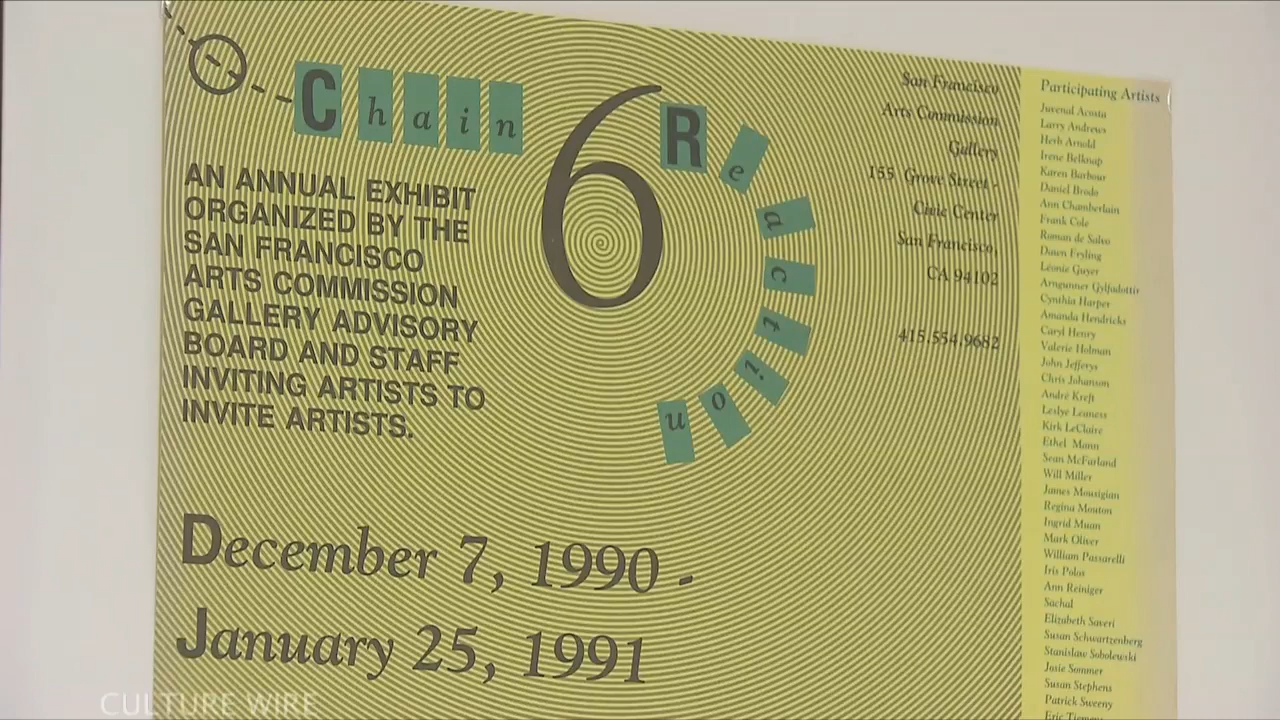 Chain 6 Reaction
AN ANNUAL EXHIBIT
ORGANIZED BY THE
SAN FRANCISCO
ARTS COMMISSION
GALLERY ADVISORY
BOARD AND STAFF
INVITING ARTISTS TO
INVITE ARTISTS.
December 7, 1990 -
January 25, 1991
San Francisco
Arts Commission
Gallery
155 Grove Street -
Civic Center
San Francisco,
CA 94102
415.554.9682
Participating Artists
Juvenal Acosta
Larry Andrews
Herb Arnold
Irene Belknap
Karen Barbour
Daniel Brodo
Ann Chamberlain
Frank Cole
Roman de Salvo
Dawn Fryling
Léonie Guyer
Arngunner Gylfadottir
Cynthia Harper
Amanda Hendricks
Caryl Henry
Valerie Holman
John Jefferys
Chris Johanson
André Kreft
Leslye Leaness
Kirk LeClaire
Ethel Mann
Sean McFarland
Will Miller
James Mousigian
Regina Mouton
Ingrid Muan
Mark Oliver
William Passarelli
Iris Polos
Ann Reiniger
Sachal
Elizabeth Saveri
Susan Schwartzenberg
Stanislaw Sobolewski
Josie Sommer
Susan Stephens
Patrick Sweeny
Eric
CULTURE WIRE